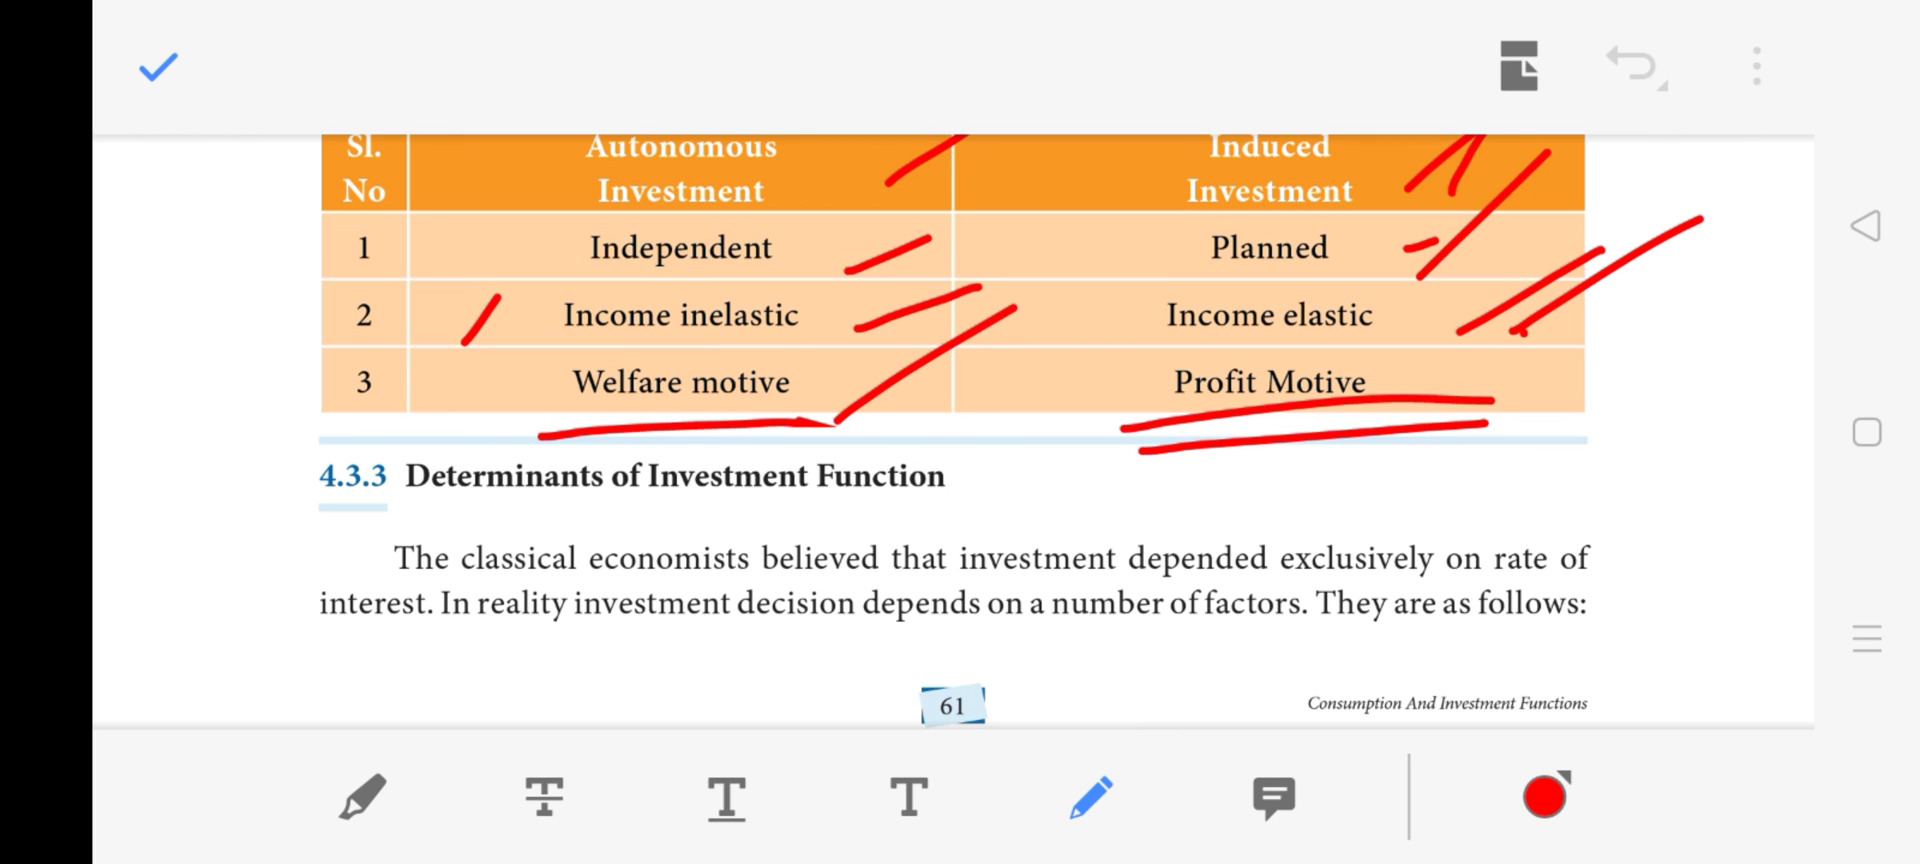 Sl.
No
Autonomous
Investment
Induced
Investment
1 Independent Planned
2 Income inelastic Income elastic
3 Welfare motive Profit Motive
4.3.3 Determinants of Investment Function
The classical economists believed that investment depended exclusively on rate of
interest. In reality investment decision depends on a number of factors. They are as follows:
61
Consumption And Investment Functions